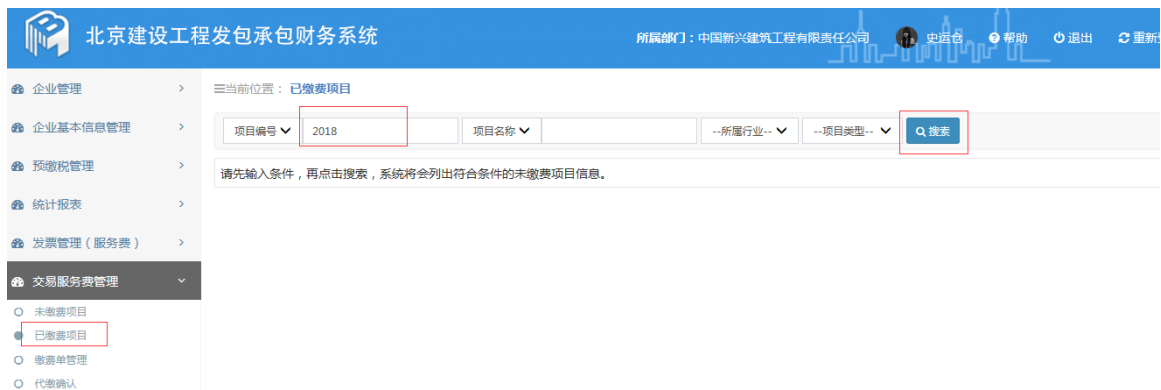 北京建设工程发包承包财务系统
所属部门：中国新兴建筑工程有限责任公司 史运仓 帮助 退出 重新登
企业管理
当前位置： 已缴费项目
企业基本信息管理
项目编号 2018 项目名称 --所属行业-- --项目类型-- 搜索
预缴税管理
请先输入条件，再点击搜索，系统将会列出符合条件的未缴费项目信息。
统计报表
发票管理（服务费）
交易服务费管理
未缴费项目
已缴费项目
缴费单管理
代缴确认